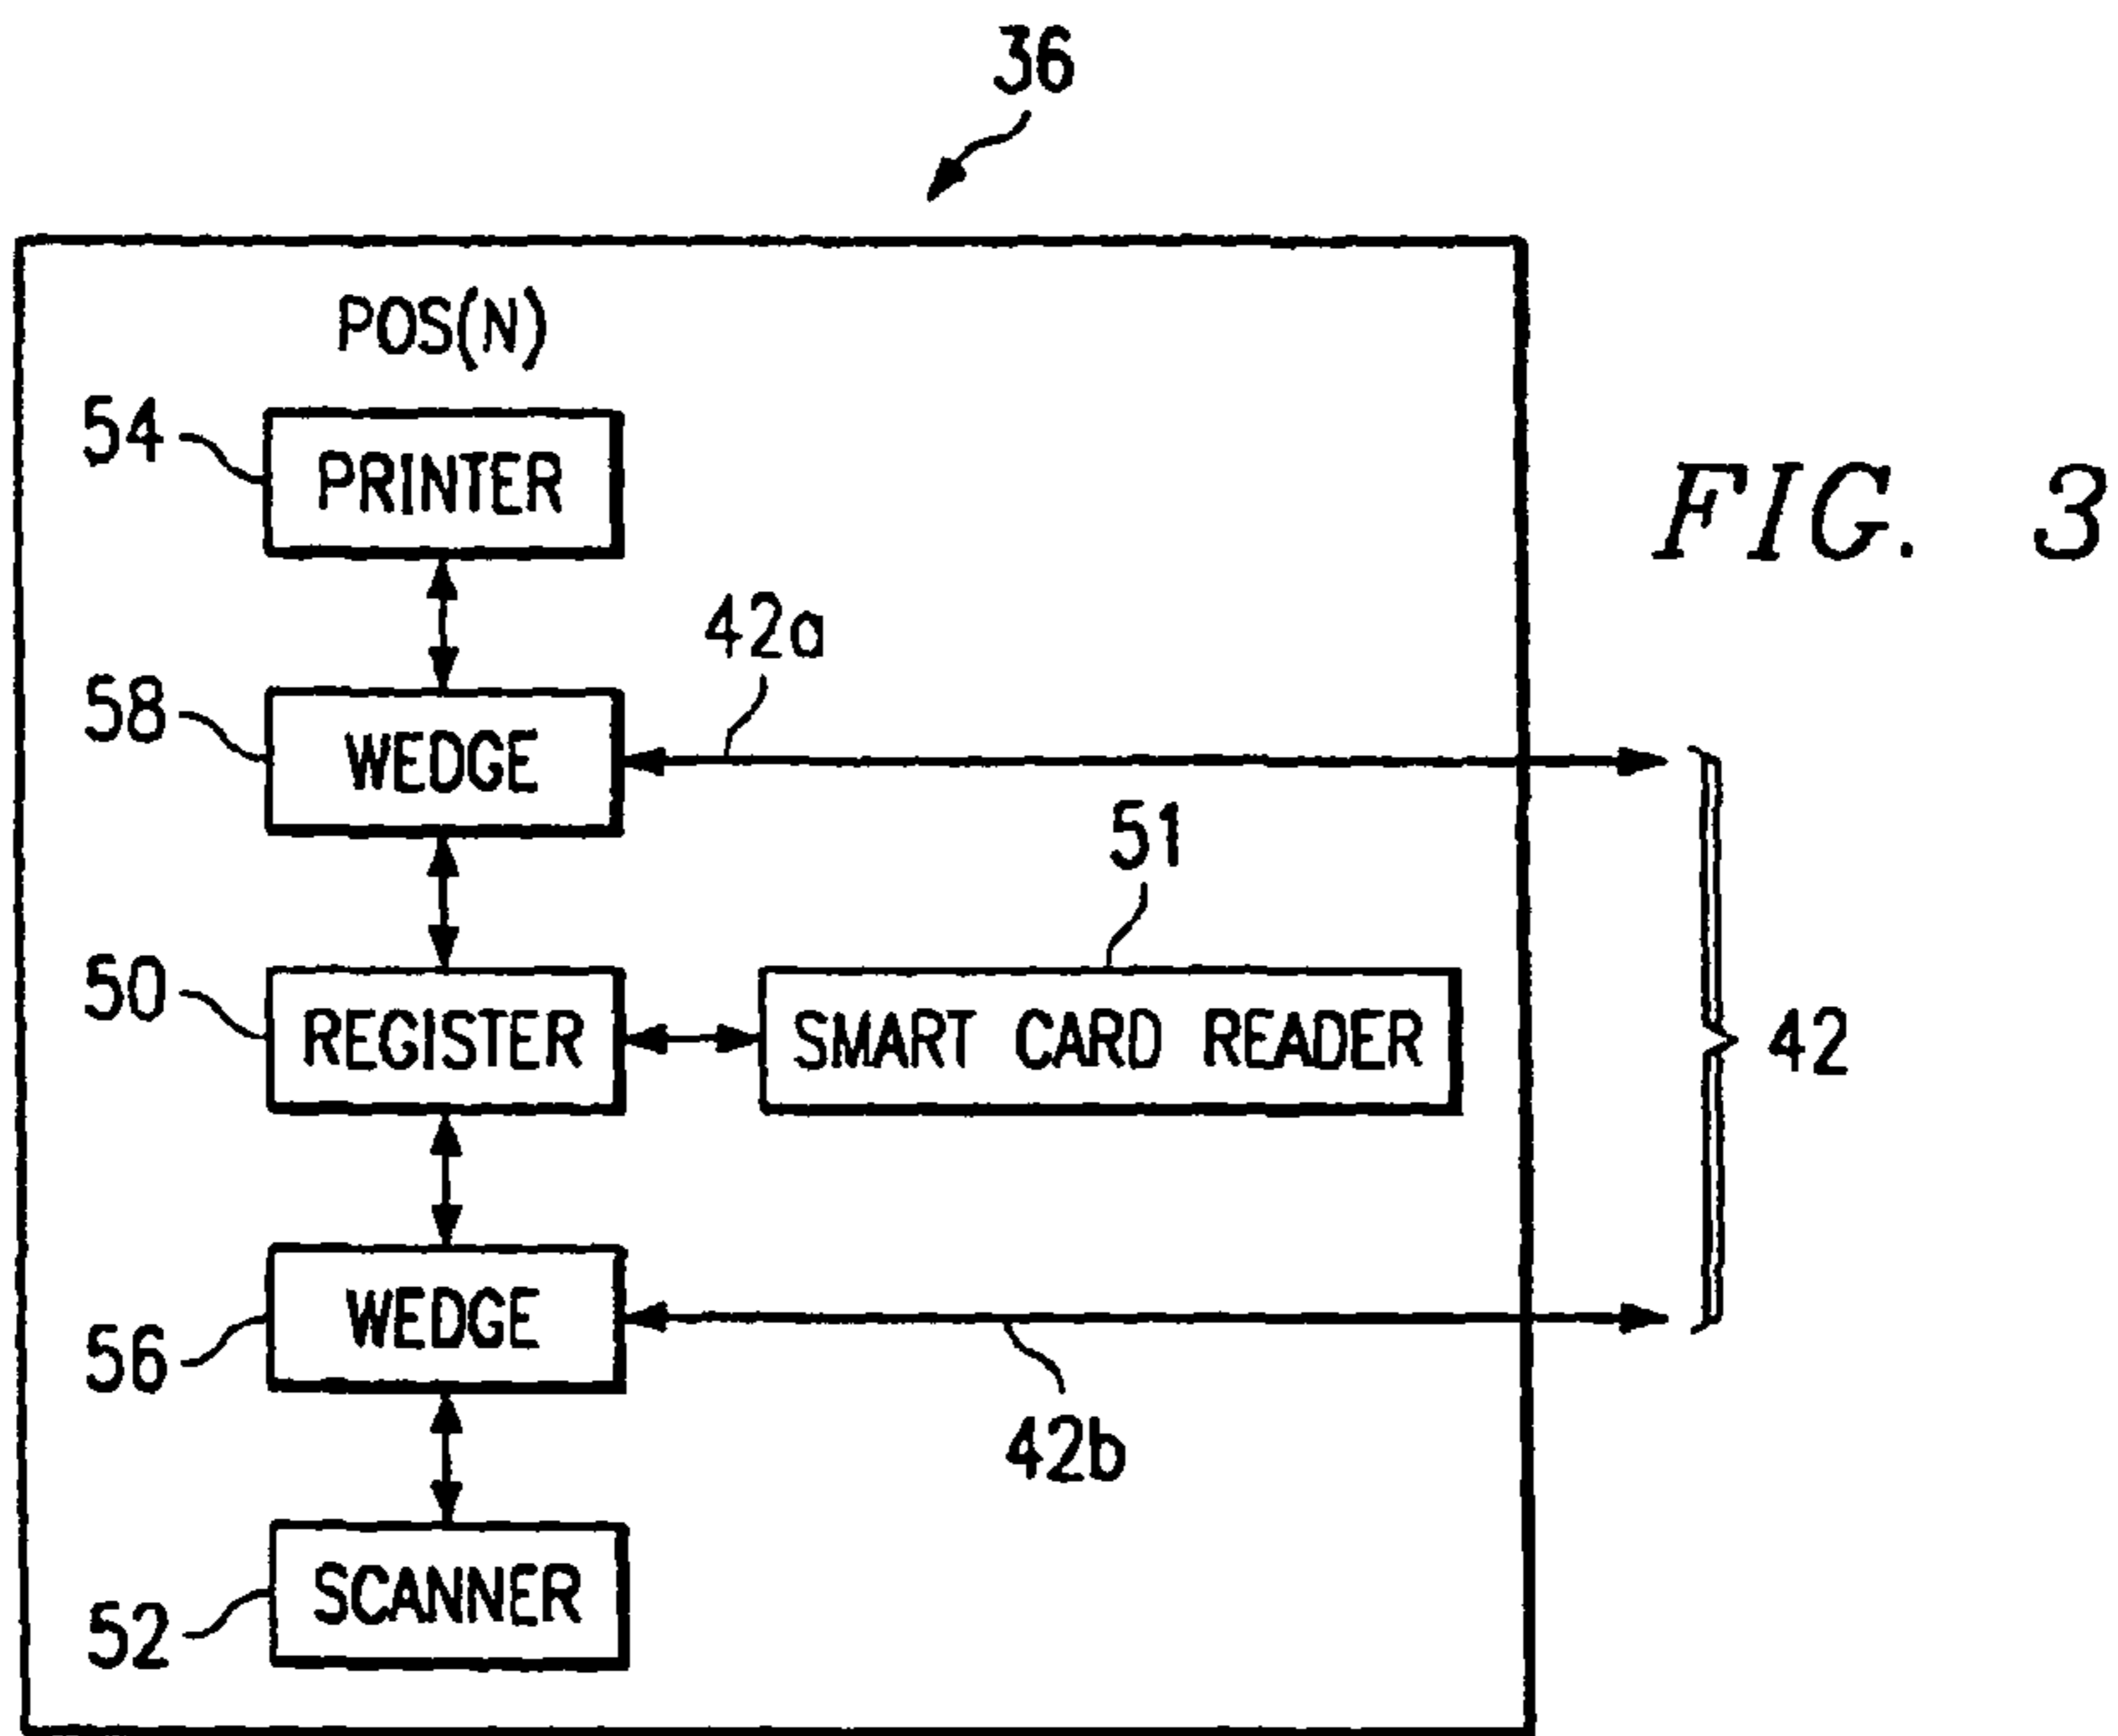 36
POS(N)
54
PRINTER
FIG. 3
42a
58
WEDGE
51
50
REGISTER
SMART CARD READER
42
WEDGE
56
42b
SCANNER
52